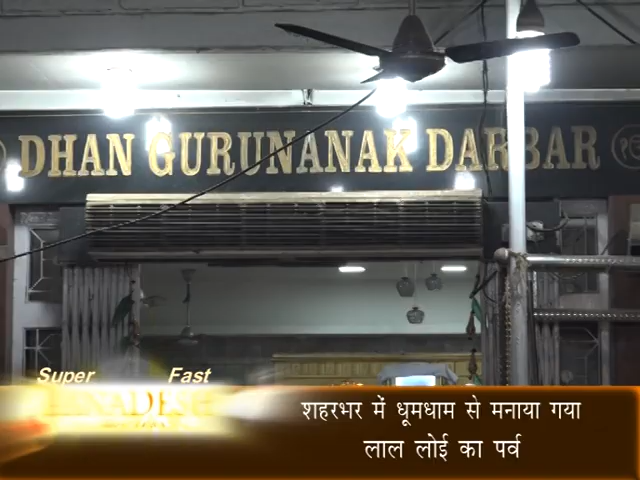 DHAN GURUNANAK DARBAR
ੴ
Super Fast
शहरभर में धूमधाम से मनाया गया
लाल लोई का पर्व